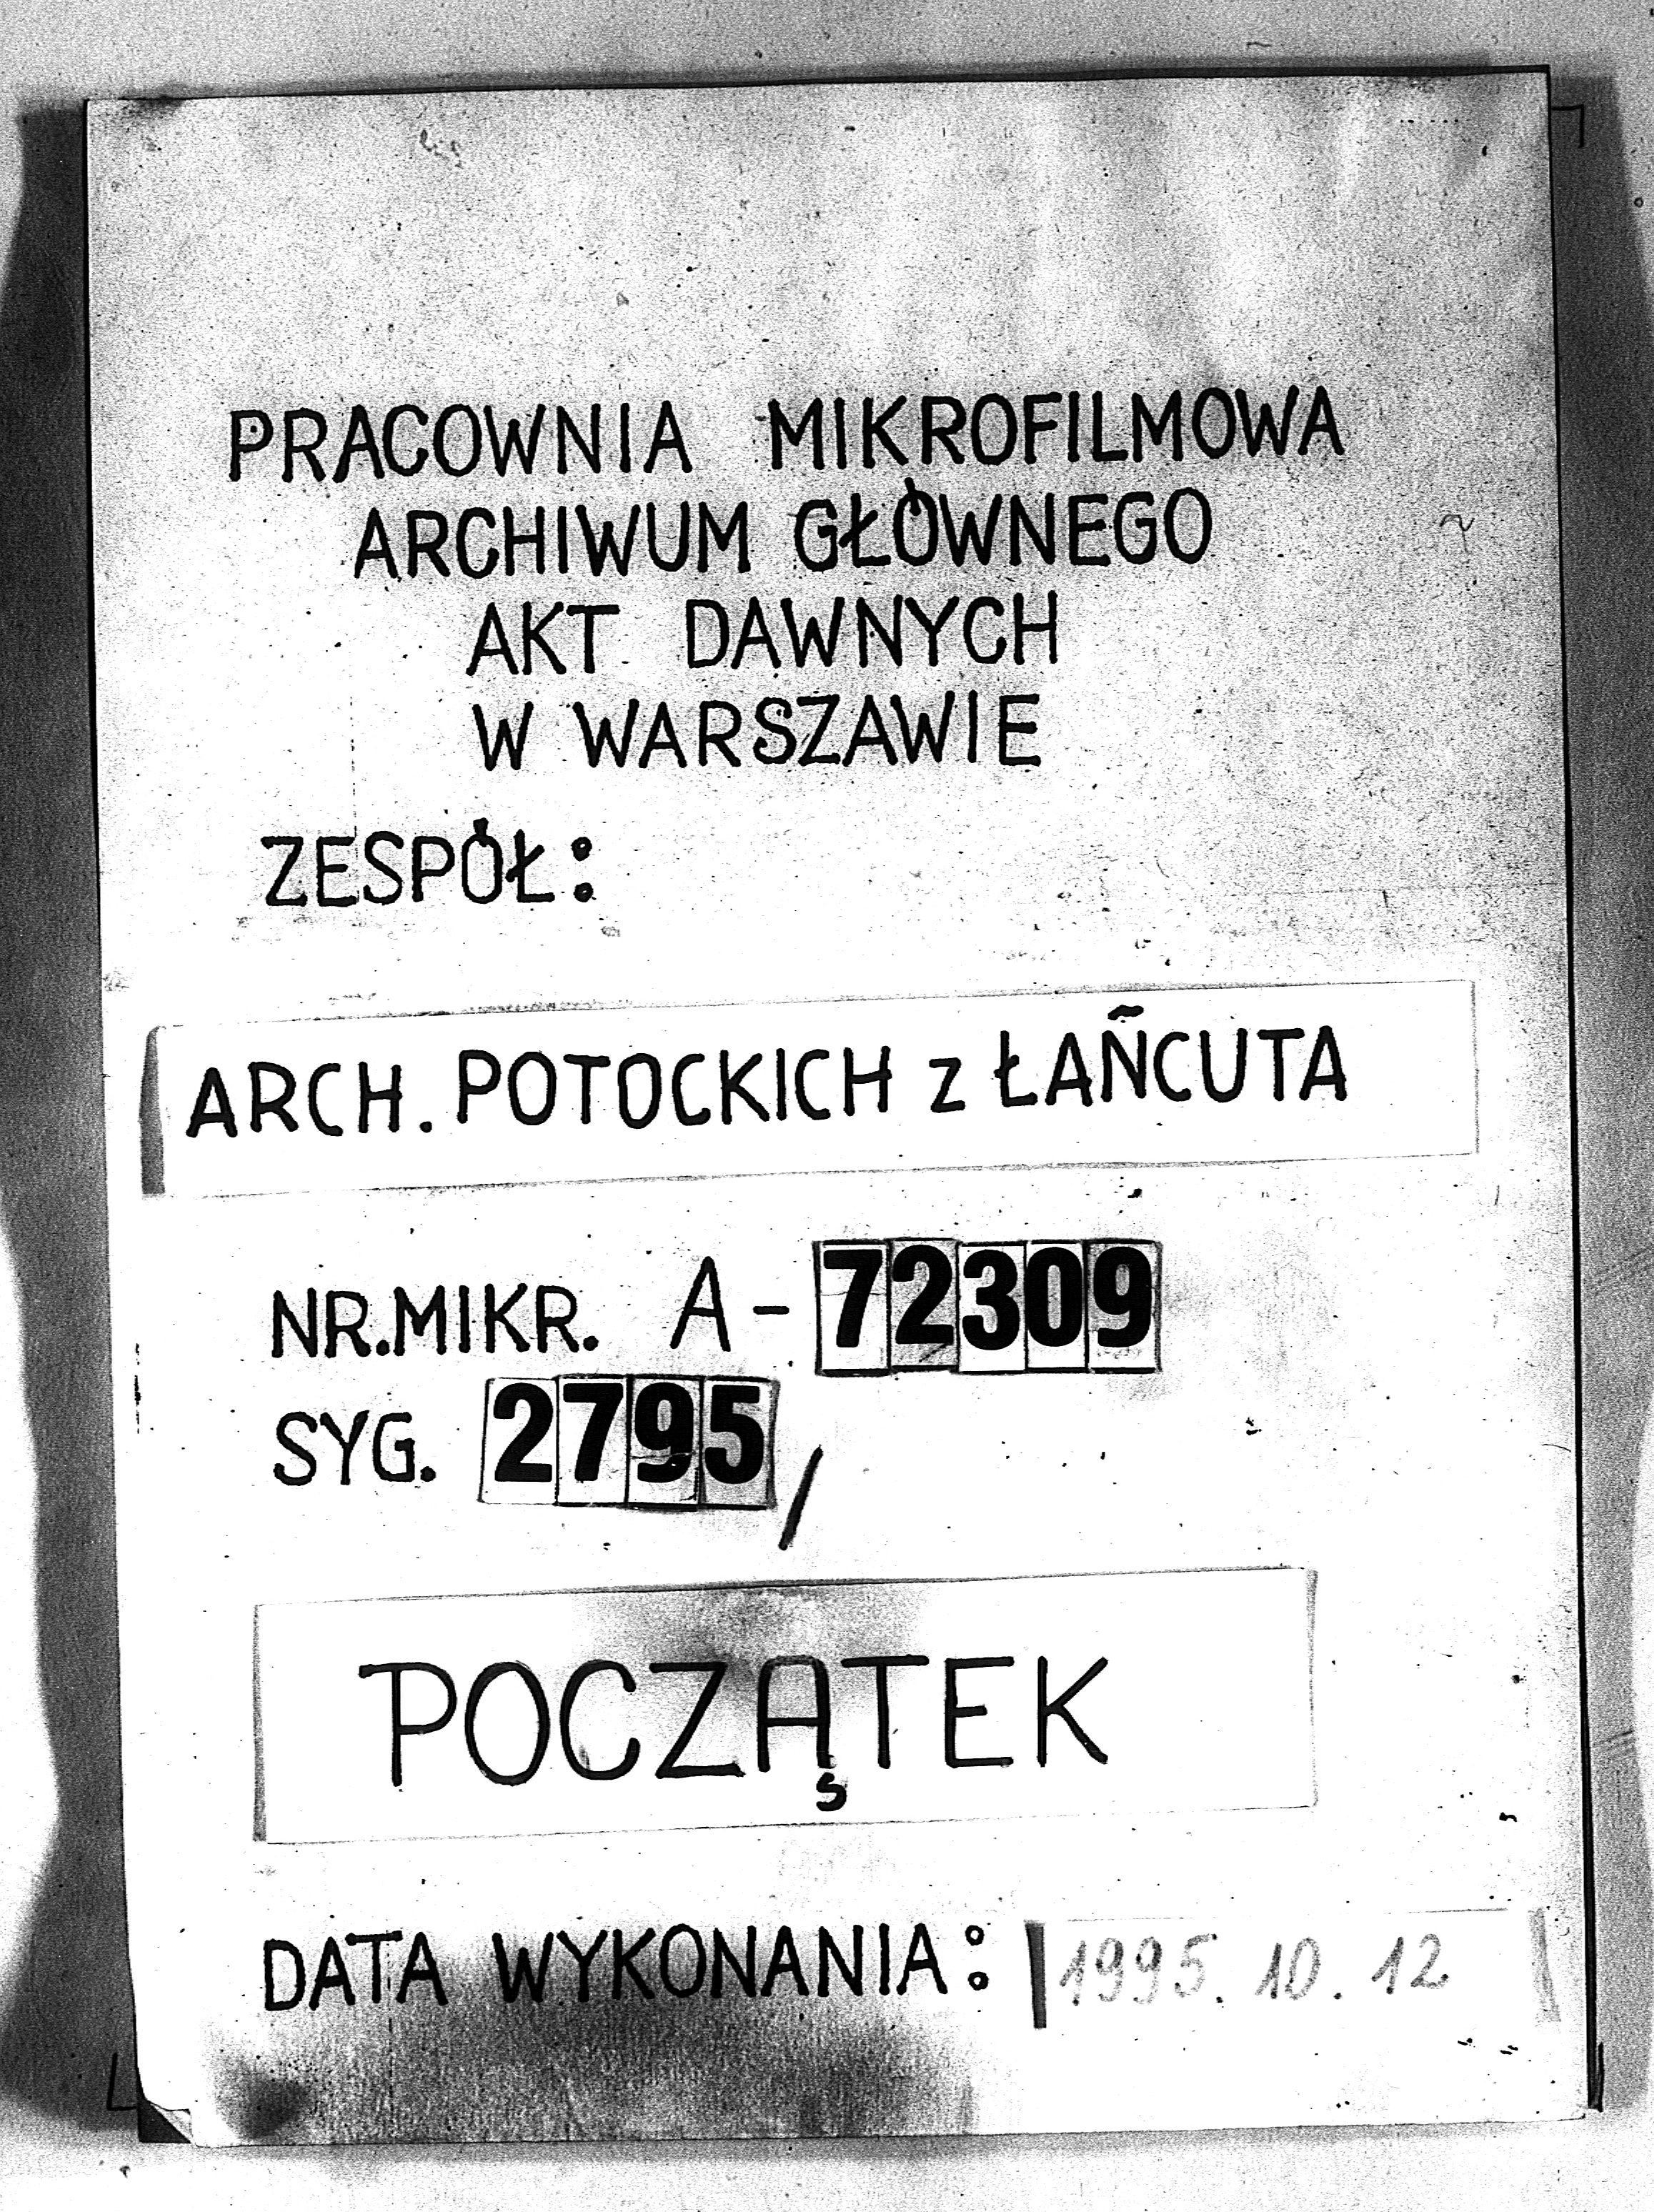 PRACOWNIA MIKROFILMOWA
ARCHIWUM GŁÓWNEGO
AKT DAWNYCH
W WARSZAWIE
ZESPÓŁ:
ARCH. POTOCKICH z ŁAŃCUTA
NR.MIKR. A-72309
SYG. 2795/
POCZĄTEK
DATA WYKONANIA: 1995.10.12